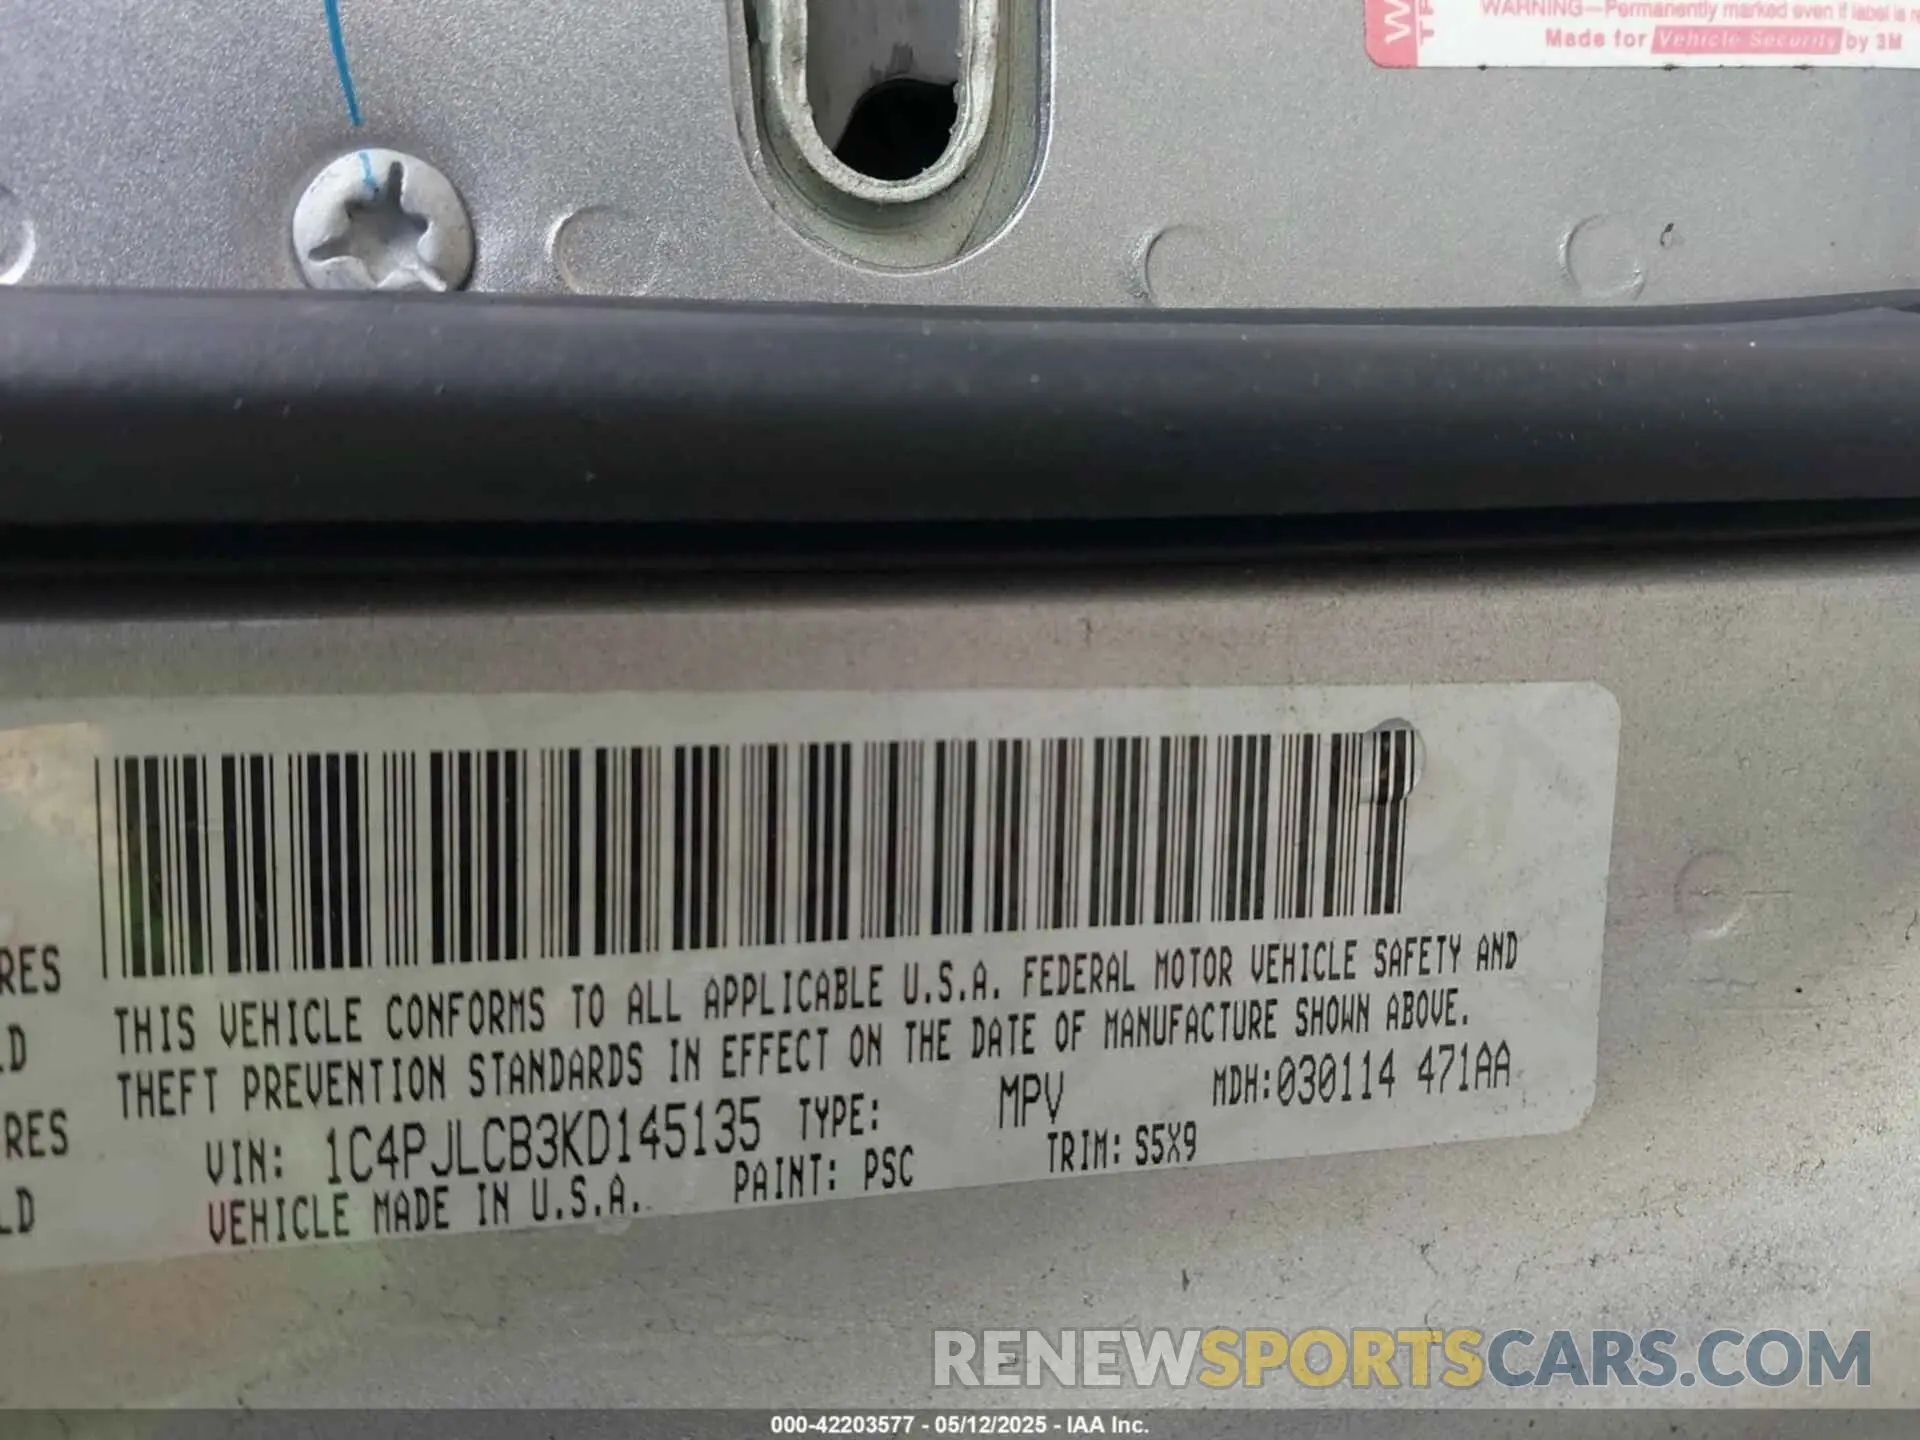 WARNING—Permanently marked even if label is
Made for Vehicle Security by 3M
RES
LD
RES
LD
THIS VEHICLE CONFORMS TO ALL APPLICABLE U.S.A. FEDERAL MOTOR VEHICLE SAFETY AND
THEFT PREVENTION STANDARDS IN EFFECT ON THE DATE OF MANUFACTURE SHOWN ABOVE.
VIN: 1C4PJLCB3KD145135 TYPE: MPV MDH:030114 471AA
VEHICLE MADE IN U.S.A. PAINT: PSC TRIM: S5X9
RENEWSPORTSCARS.COM
000-42203577 - 05/12/2025 - IAA Inc.